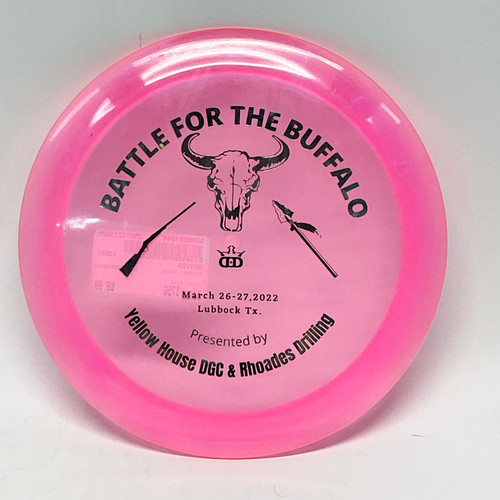 BATTLE FOR THE BUFFALO
March 26-27,2022
Lubbock Tx.
Presented by
Yellow House DGC & Rhoades Drilling